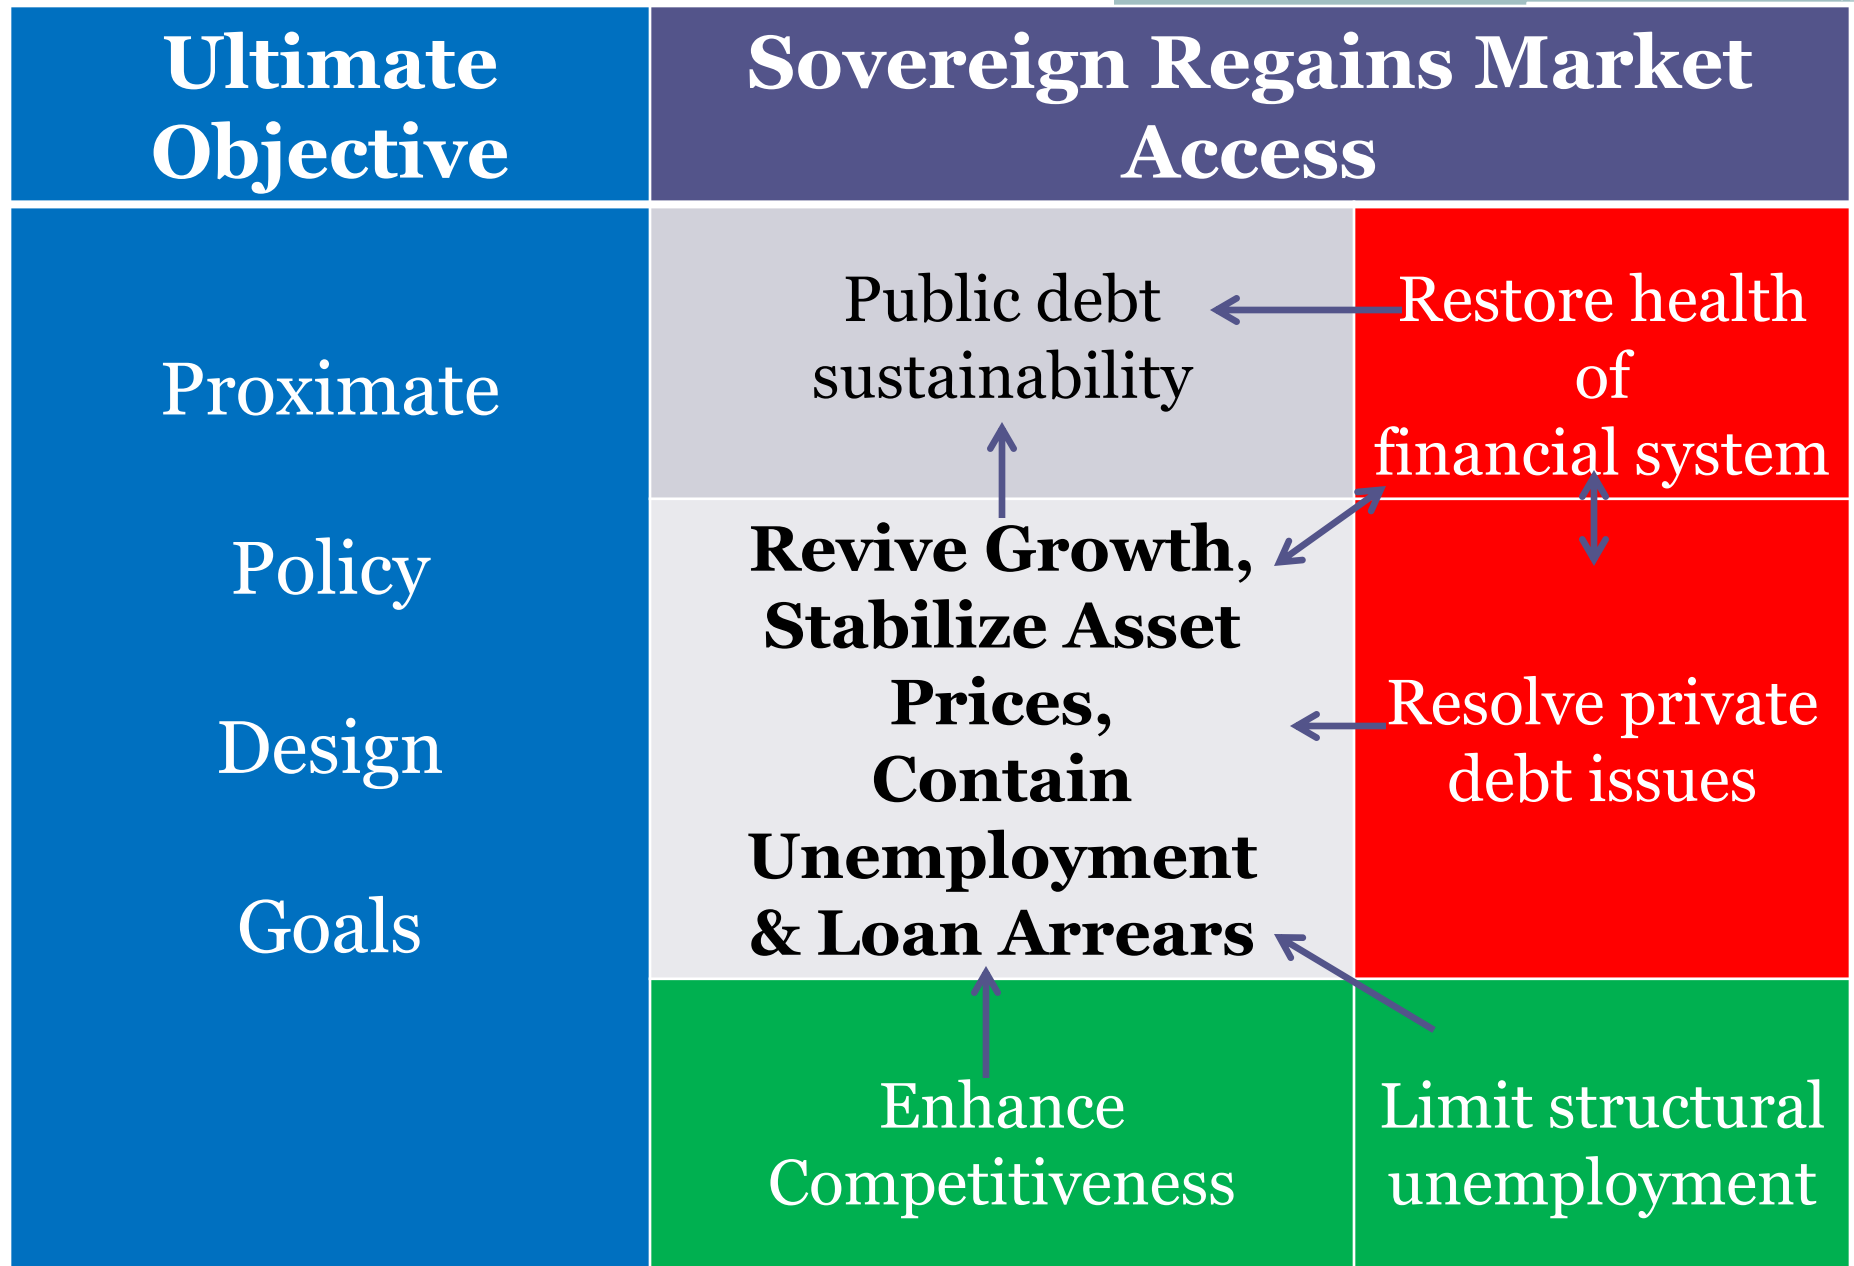 Ultimate
Objective
Sovereign Regains Market
Access
Proximate
Policy
Design
Goals
Public debt
sustainability
Restore health
of
financial system
Revive Growth,
Stabilize Asset
Prices,
Contain
Unemployment
& Loan Arrears
Resolve private
debt issues
Enhance
Competitiveness
Limit structural
unemployment